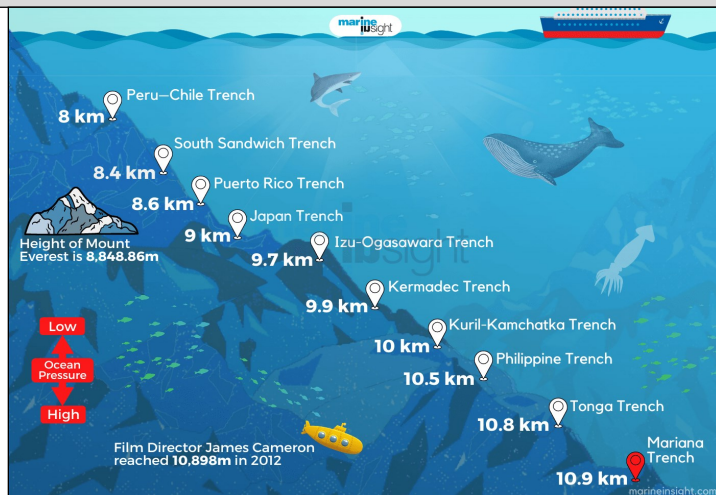 marine
insight
Peru–Chile Trench
8 km
South Sandwich Trench
8.4 km
Puerto Rico Trench
8.6 km
Japan Trench
9 km
Height of Mount
Everest is 8,848.86m
Izu-Ogasawara Trench
9.7 km
Kermadec Trench
9.9 km
Kuril-Kamchatka Trench
10 km
Philippine Trench
10.5 km
Low
Ocean
Pressure
High
Tonga Trench
10.8 km
Film Director James Cameron
reached 10,898m in 2012
Mariana
Trench
10.9 km
marineinsight.com